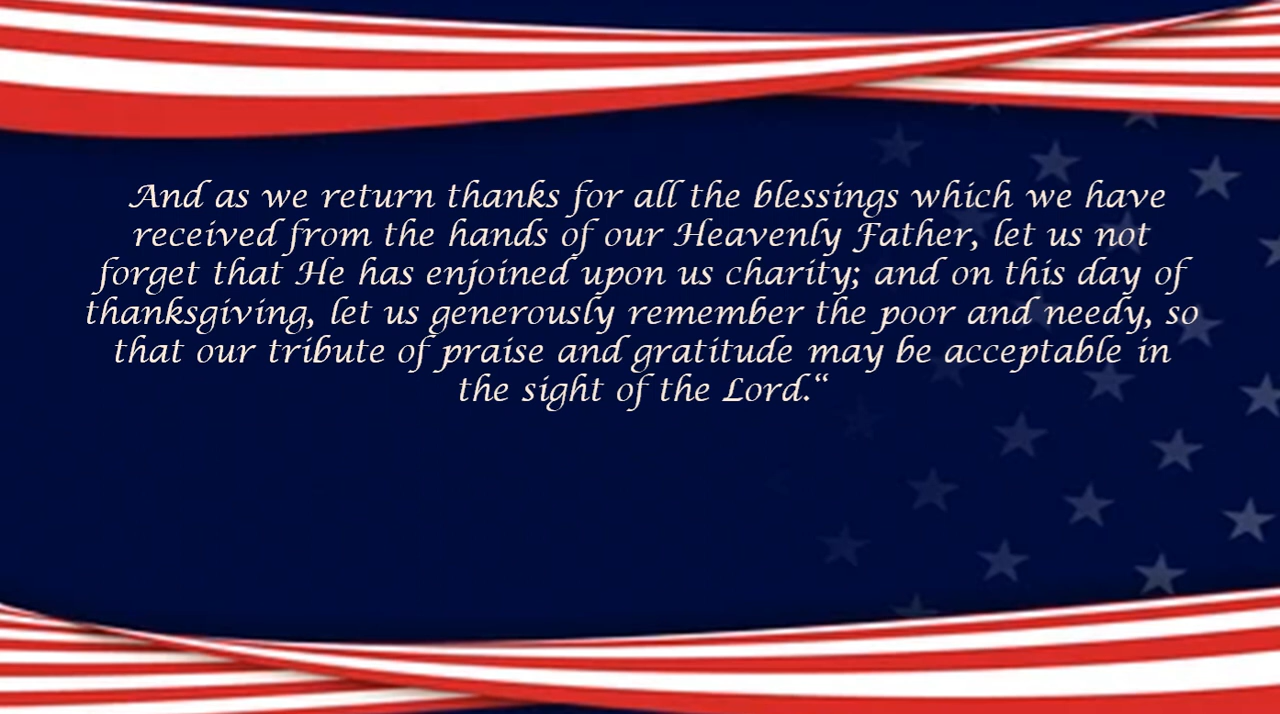 And as we return thanks for all the blessings which we have
received from the hands of our Heavenly Father, let us not
forget that He has enjoined upon us charity; and on this day of
thanksgiving, let us generously remember the poor and needy, so
that our tribute of praise and gratitude may be acceptable in
the sight of the Lord.“